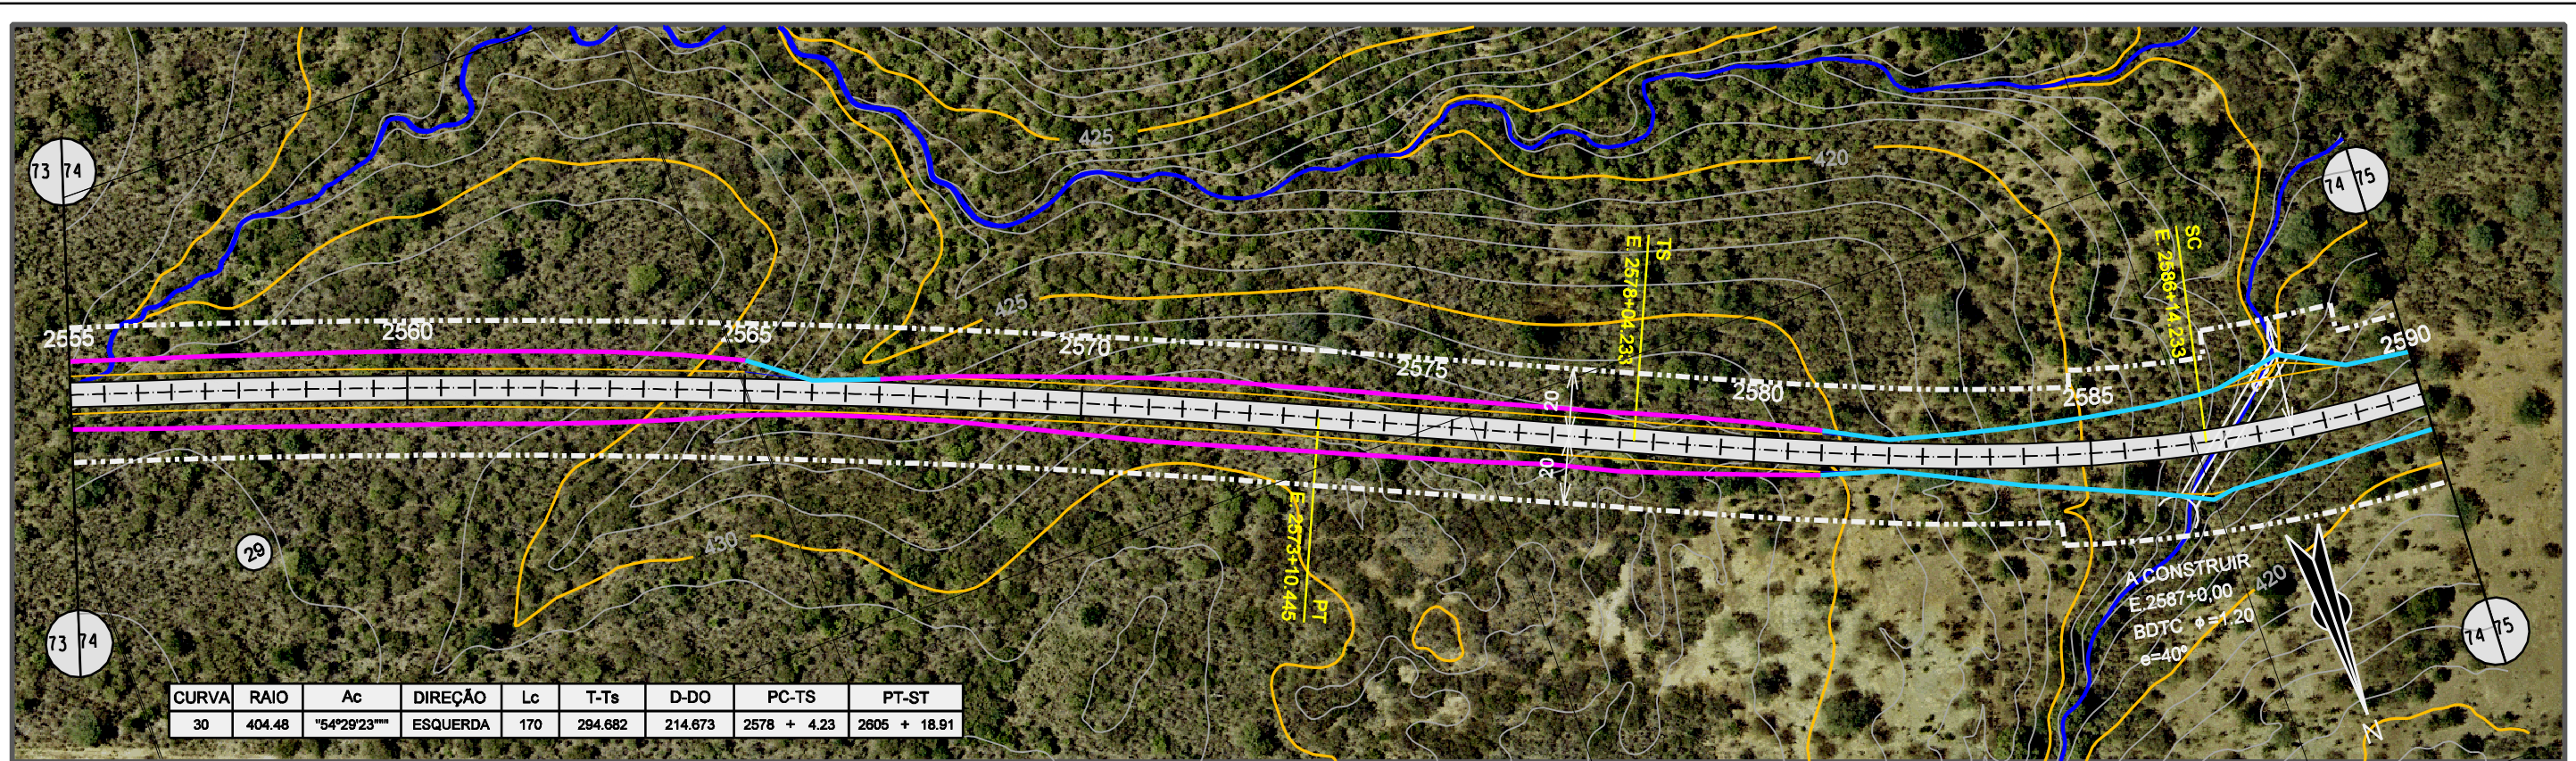 73 74
74 75
425
420
TS
E.2578+04.233
SC
E.2586+14.233
425
2555
2560
2565
2570
2575
2580
2585
2590
20
20
430
29
E.2573+10.445
PT
A CONSTRUIR
E.2587+0,00
BDTC ϕ=1.20
e=40°
420
73 74
74 75
N
CURVA RAIO Ac DIREÇÃO Lc T-Ts D-DO PC-TS PT-ST
30 404.48 "54°29'23""" ESQUERDA 170 294.682 214.673 2578 + 4.23 2605 + 18.91